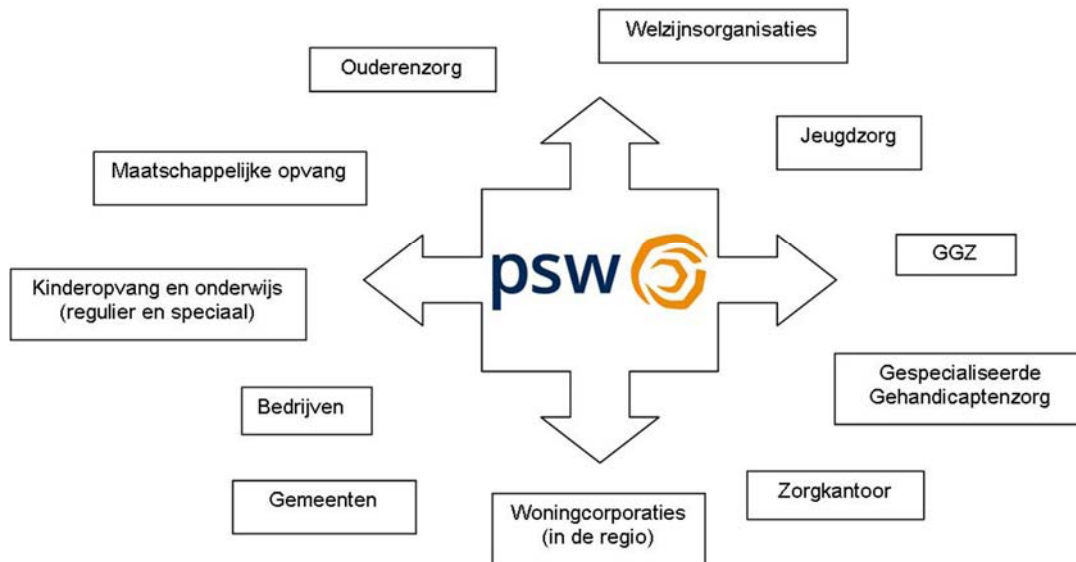 Welzijnsorganisaties
Ouderenzorg
Jeugdzorg
Maatschappelijke opvang
GGZ
psw
Kinderopvang en onderwijs
(regulier en speciaal)
Gespecialiseerde
Gehandicaptenzorg
Bedrijven
Zorgkantoor
Gemeenten
Woningcorporaties
(in de regio)